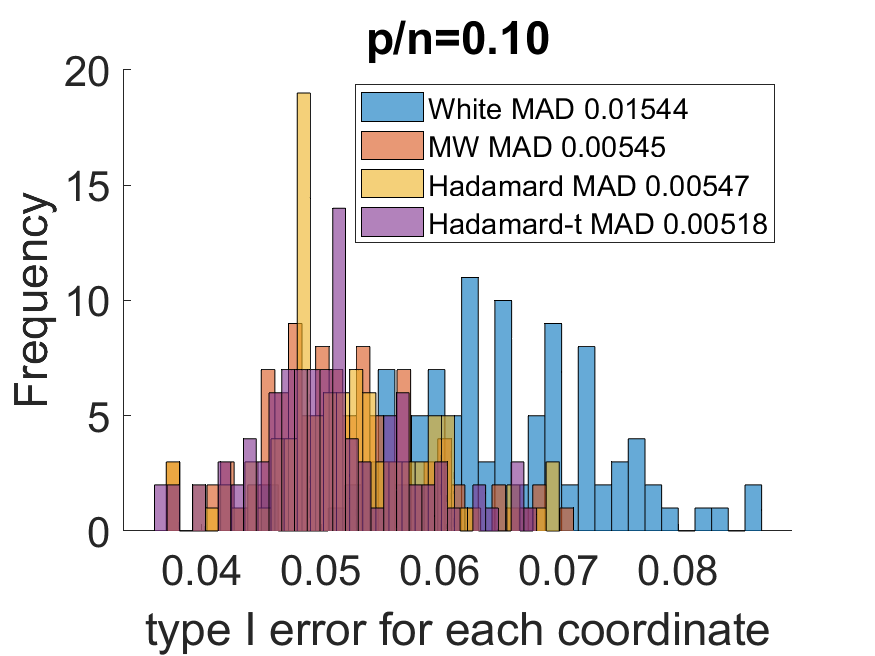 p/n=0.10
20
15
10
5
0
Frequency
White MAD 0.01544
MW MAD 0.00545
Hadamard MAD 0.00547
Hadamard-t MAD 0.00518
0.04 0.05 0.06 0.07 0.08
type I error for each coordinate